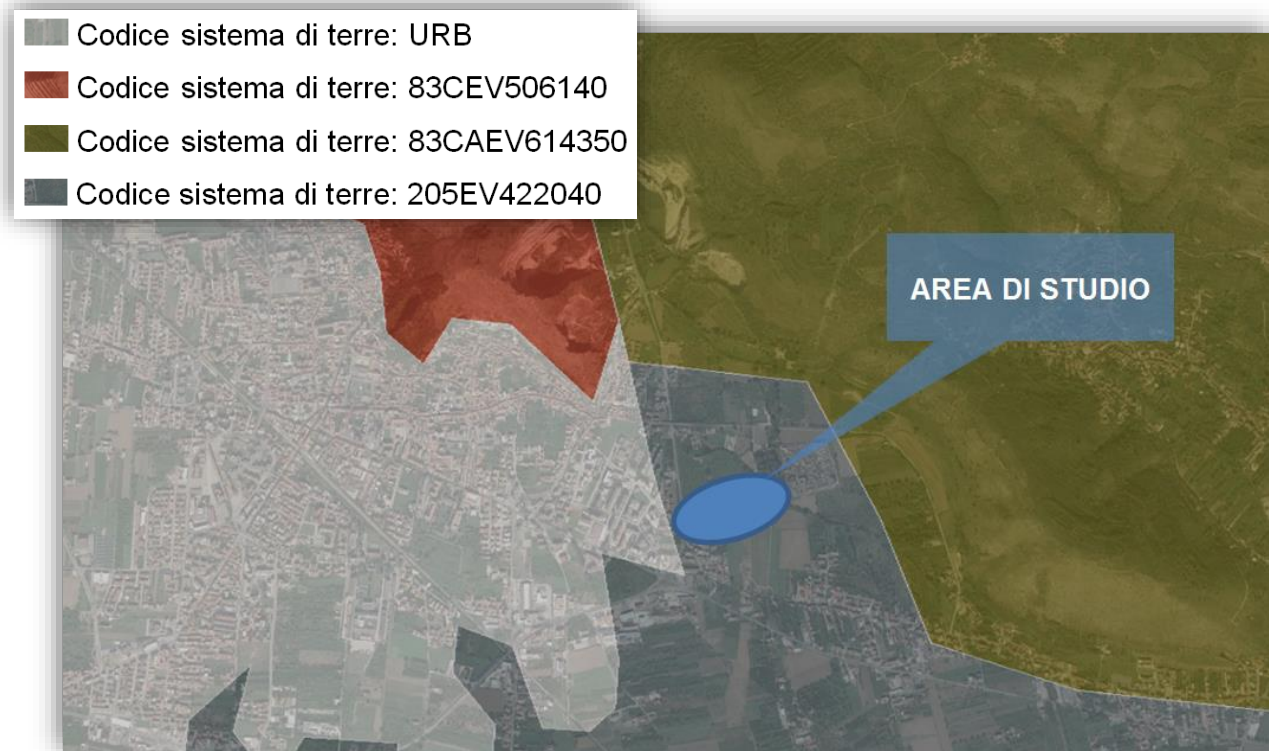 Codice sistema di terre: URB
Codice sistema di terre: 83CEV506140
Codice sistema di terre: 83CAEV614350
Codice sistema di terre: 205EV422040
AREA DI STUDIO